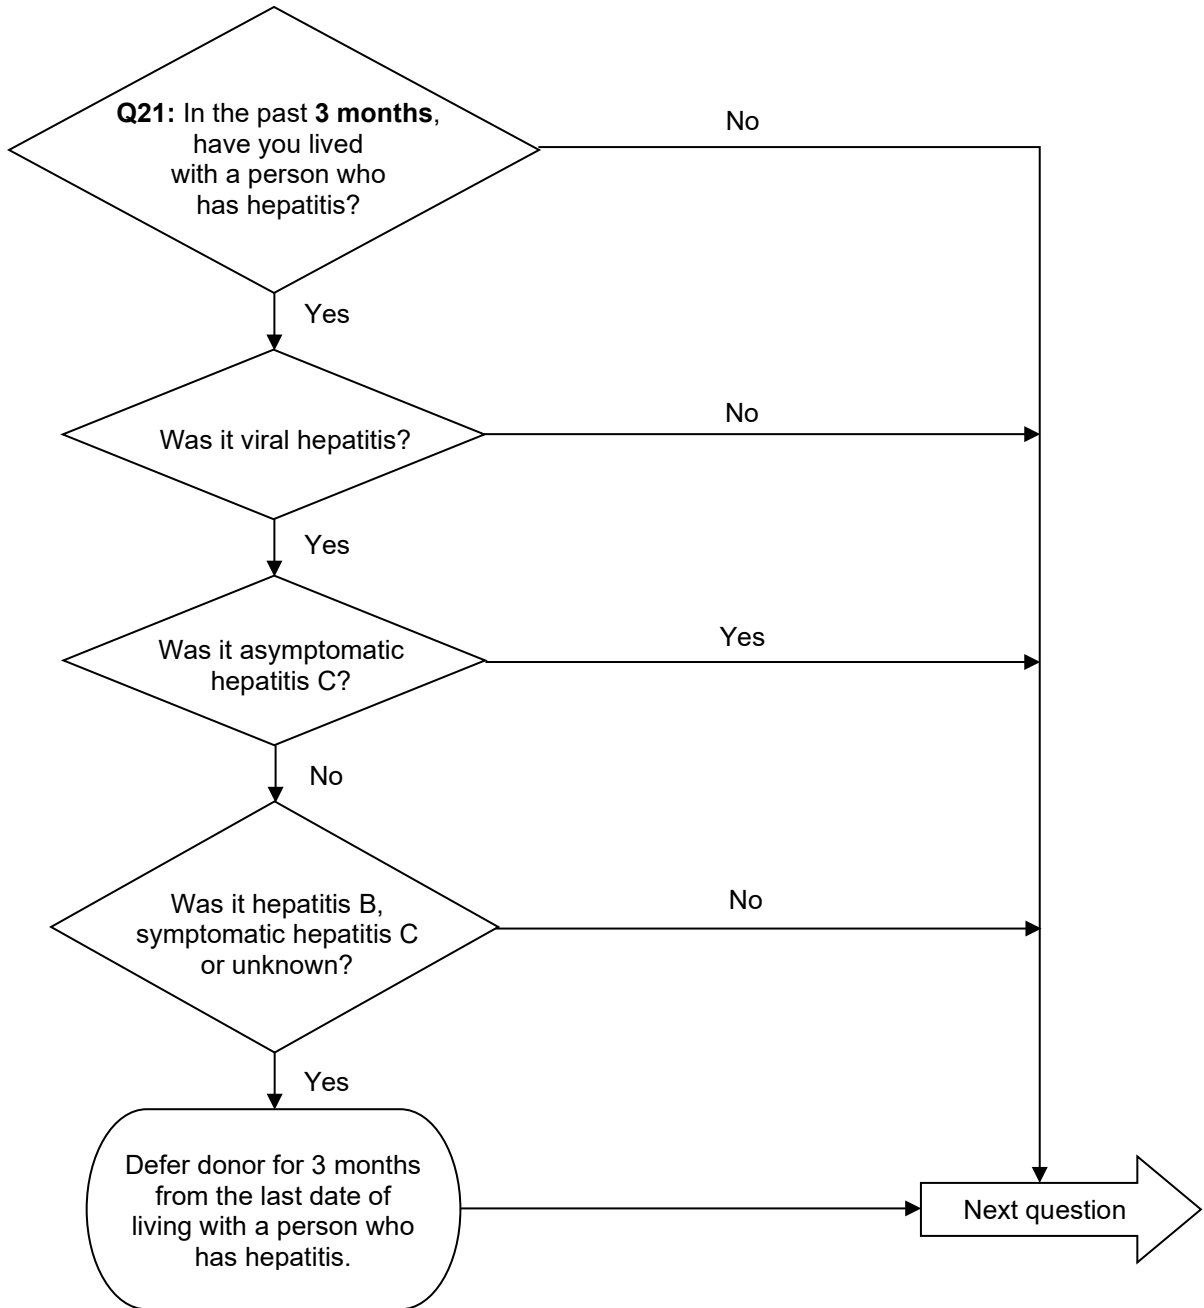 Q21: In the past 3 months,
have you lived
with a person who
has hepatitis?
No
Yes
Was it viral hepatitis?
No
Yes
Was it asymptomatic
hepatitis C?
Yes
No
Was it hepatitis B,
symptomatic hepatitis C
or unknown?
No
Yes
Defer donor for 3 months
from the last date of
living with a person who
has hepatitis.
Next question